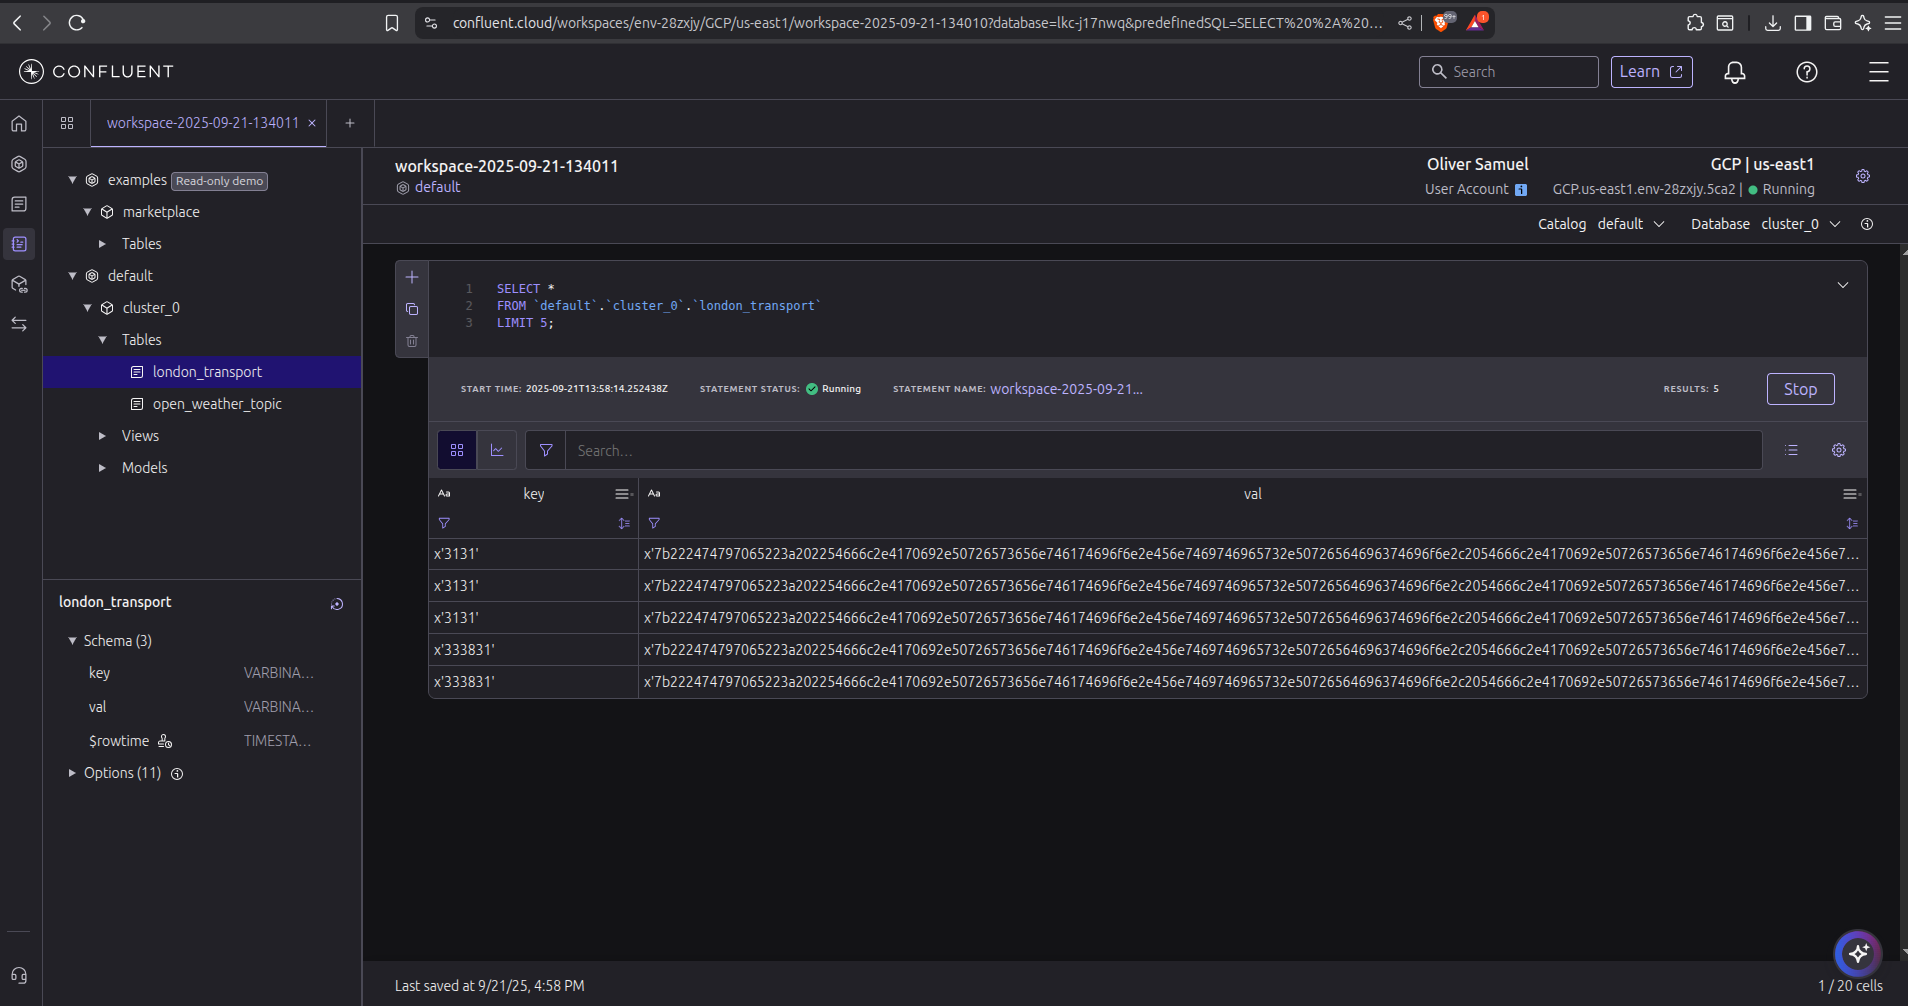 confluent.cloud/workspaces/env-28zxjy/GCP/us-east1/workspace-2025-09-21-134010?database=lkc-j17nwq&predefinedSQL=SELECT%20%2A%20...
99+
1
CONFLUENT
Search
Learn
workspace-2025-09-21-134011 ×
+
examples Read-only demo
marketplace
Tables
default
cluster_0
Tables
london_transport
open_weather_topic
Views
Models
london_transport
Schema (3)
key VARBINA...
val VARBINA...
$rowtime TIMESTA...
Options (11)
workspace-2025-09-21-134011
default
Oliver Samuel
User Account
GCP | us-east1
GCP.us-east1.env-28zxjy.5ca2 | Running
Catalog default
Database cluster_0
1 SELECT *
2 FROM `default`.`cluster_0`.`london_transport`
3 LIMIT 5;
START TIME: 2025-09-21T13:58:14.252438Z
STATEMENT STATUS: Running
STATEMENT NAME: workspace-2025-09-21...
RESULTS: 5
Stop
Search...
Aa key Aa val
x'3131' x'7b222474797065223a202254666c2e4170692e50726573656e746174696f6e2e456e7469746965732e50726564696374696f6e2c2054666c2e4170692e50726573656e746174696f6e2e456e7...
x'3131' x'7b222474797065223a202254666c2e4170692e50726573656e746174696f6e2e456e7469746965732e50726564696374696f6e2c2054666c2e4170692e50726573656e746174696f6e2e456e7...
x'3131' x'7b222474797065223a202254666c2e4170692e50726573656e746174696f6e2e456e7469746965732e50726564696374696f6e2c2054666c2e4170692e50726573656e746174696f6e2e456e7...
x'333831' x'7b222474797065223a202254666c2e4170692e50726573656e746174696f6e2e456e7469746965732e50726564696374696f6e2c2054666c2e4170692e50726573656e746174696f6e2e456e7...
x'333831' x'7b222474797065223a202254666c2e4170692e50726573656e746174696f6e2e456e7469746965732e50726564696374696f6e2c2054666c2e4170692e50726573656e746174696f6e2e456e7...
Last saved at 9/21/25, 4:58 PM
1 / 20 cells